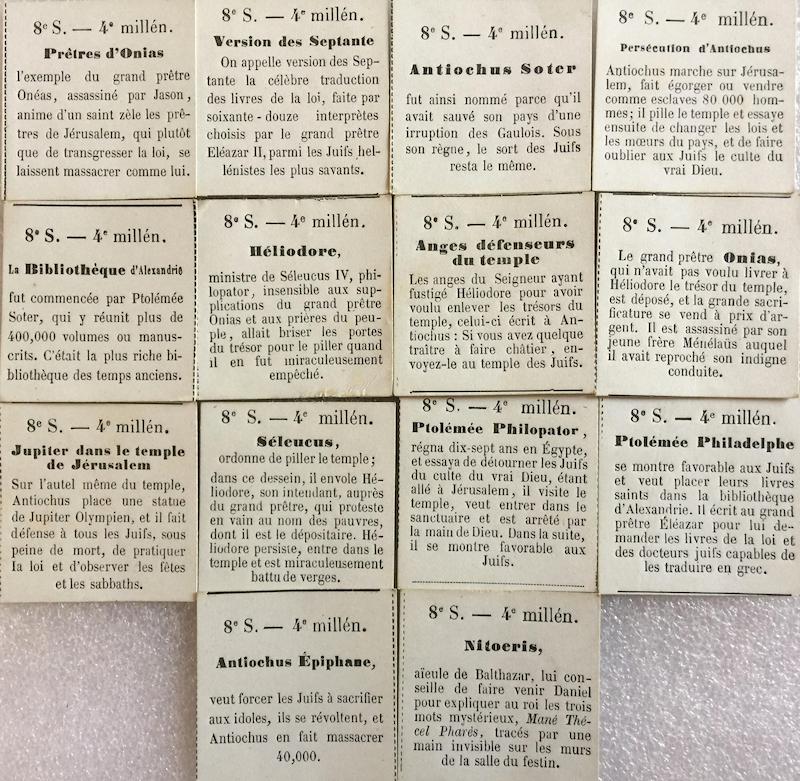 8e S. — 4e millén.
Prêtres d'Onias
l'exemple du grand prêtre
Onéas, assassiné par Jason,
anime d'un saint zèle les prê-
tres de Jérusalem, qui plutôt
que de transgresser la loi, se
laissent massacrer comme lui.
8e S. — 4e millén.
Version des Septante
On appelle version des Sep-
tante la célèbre traduction
des livres de la loi, faite par
soixante-douze interprètes
choisis par le grand prêtre
Eléazar II, parmi les Juifs hel-
lénistes les plus savants.
8e S. — 4e millén.
Antiochus Soter
fut ainsi nommé parce qu'il
avait sauvé son pays d'une
irruption des Gaulois. Sous
son règne, le sort des Juifs
resta le même.
8e S. — 4e millén.
Persécution d'Antiochus
Antiochus marche sur Jérusa-
lem, fait égorger ou vendre
comme esclaves 80 000 hom-
mes; il pille le temple et essaye
ensuite de changer les lois et
les mœurs du pays, et de faire
oublier aux Juifs le culte du
vrai Dieu.
8e S. — 4e millén.
La Bibliothèque d'Alexandrie
fut commencée par Ptolémée
Soter, qui y réunit plus de
400,000 volumes ou manus-
crits. C'était la plus riche bi-
bliothèque des temps anciens.
8e S. — 4e millén.
Héliodore,
ministre de Séleucus IV, phi-
lopator, insensible aux sup-
plications du grand prêtre
Onias et aux prières du peu-
ple, allait briser les portes
du trésor pour le piller quand
il en fut miraculeusement
empêché.
8e S. — 4e millén.
Anges défenseurs
du temple
Les anges du Seigneur ayant
fustigé Héliodore pour avoir
voulu enlever les trésors du
temple, celui-ci écrit à An-
tiochus : Si vous avez quelque
traître à faire châtier, en-
voyez-le au temple des Juifs.
8e S. — 4e millén.
Le grand prêtre Onias,
qui n'avait pas voulu livrer à
Héliodore le trésor du temple,
est déposé, et la grande sacri-
ficature se vend à prix d'ar-
gent. Il est assassiné par son
jeune frère Ménélaüs auquel
il avait reproché son indigne
conduite.
8e S. — 4e millén.
Jupiter dans le temple
de Jérusalem
Sur l'autel même du temple,
Antiochus place une statue
de Jupiter Olympien, et il fait
défense à tous les Juifs, sous
peine de mort, de pratiquer
la loi et d'observer les fêtes
et les sabbaths.
8e S. — 4e millén.
Séleucus,
ordonne de piller le temple;
dans ce dessein, il envole Hé-
liodore, son intendant, auprès
du grand prêtre, qui proteste
en vain au nom des pauvres,
dont il est le dépositaire. Hé-
liodore persiste, entre dans le
temple et est miraculeusement
battu de verges.
8e S. — 4e millén.
Ptolémée Philopator,
régna dix-sept ans en Égypte,
et essaya de détourner les Juifs
du culte du vrai Dieu, étant
allé à Jérusalem, il visite le
temple, veut entrer dans le
sanctuaire et est arrêté par
la main de Dieu. Dans la suite,
il se montre favorable aux
Juifs.
8e S. — 4e millén.
Ptolémée Philadelphe
se montre favorable aux Juifs
et veut placer leurs livres
saints dans la bibliothèque
d'Alexandrie. Il écrit au grand
prêtre Éléazar pour lui de-
mander les livres de la loi et
des docteurs juifs capables de
les traduire en grec.
8e S. — 4e millén.
Antiochus Épiphane,
veut forcer les Juifs à sacrifier
aux idoles, ils se révoltent, et
Antiochus en fait massacrer
40,000.
8e S. — 4e millén.
Nitocris,
aïeule de Balthazar, lui con-
seille de faire venir Daniel
pour expliquer au roi les trois
mots mystérieux, Mané Thé-
cel Pharès, tracés par une
main invisible sur les murs
de la salle du festin.